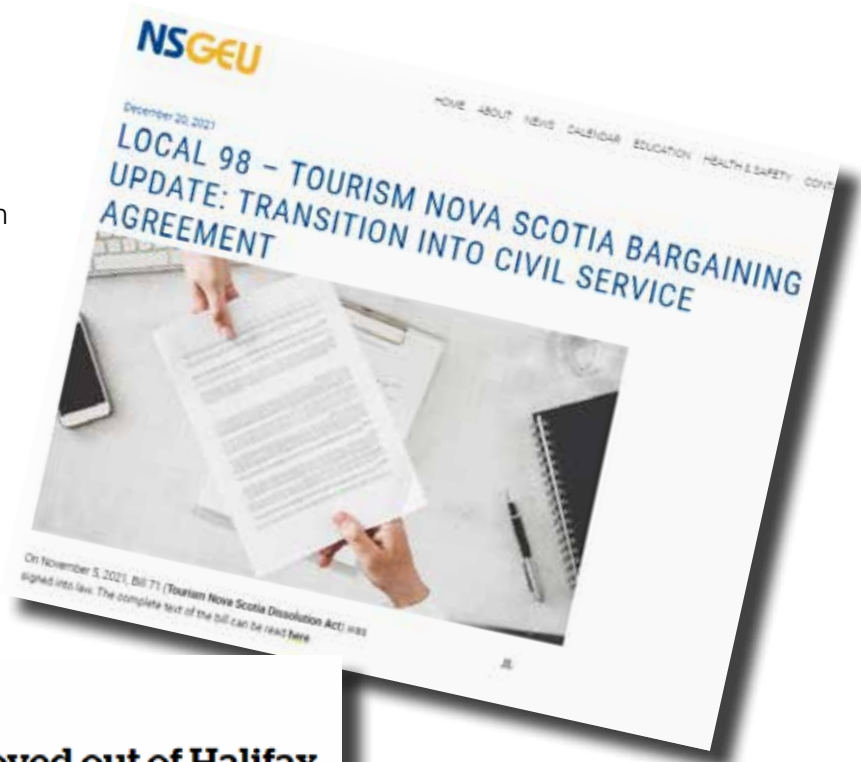 NSGEU
HOME ABOUT NEWS CALENDAR EDUCATION HEALTH & SAFETY
December 20, 2021
LOCAL 98 – TOURISM NOVA SCOTIA BARGAINING
UPDATE: TRANSITION INTO CIVIL SERVICE
AGREEMENT
On November 5, 2021, Bill 71 (Tourism Nova Scotia Dissolution Act) was
signed into law. The complete text of the bill can be read here
oved out of Halifax